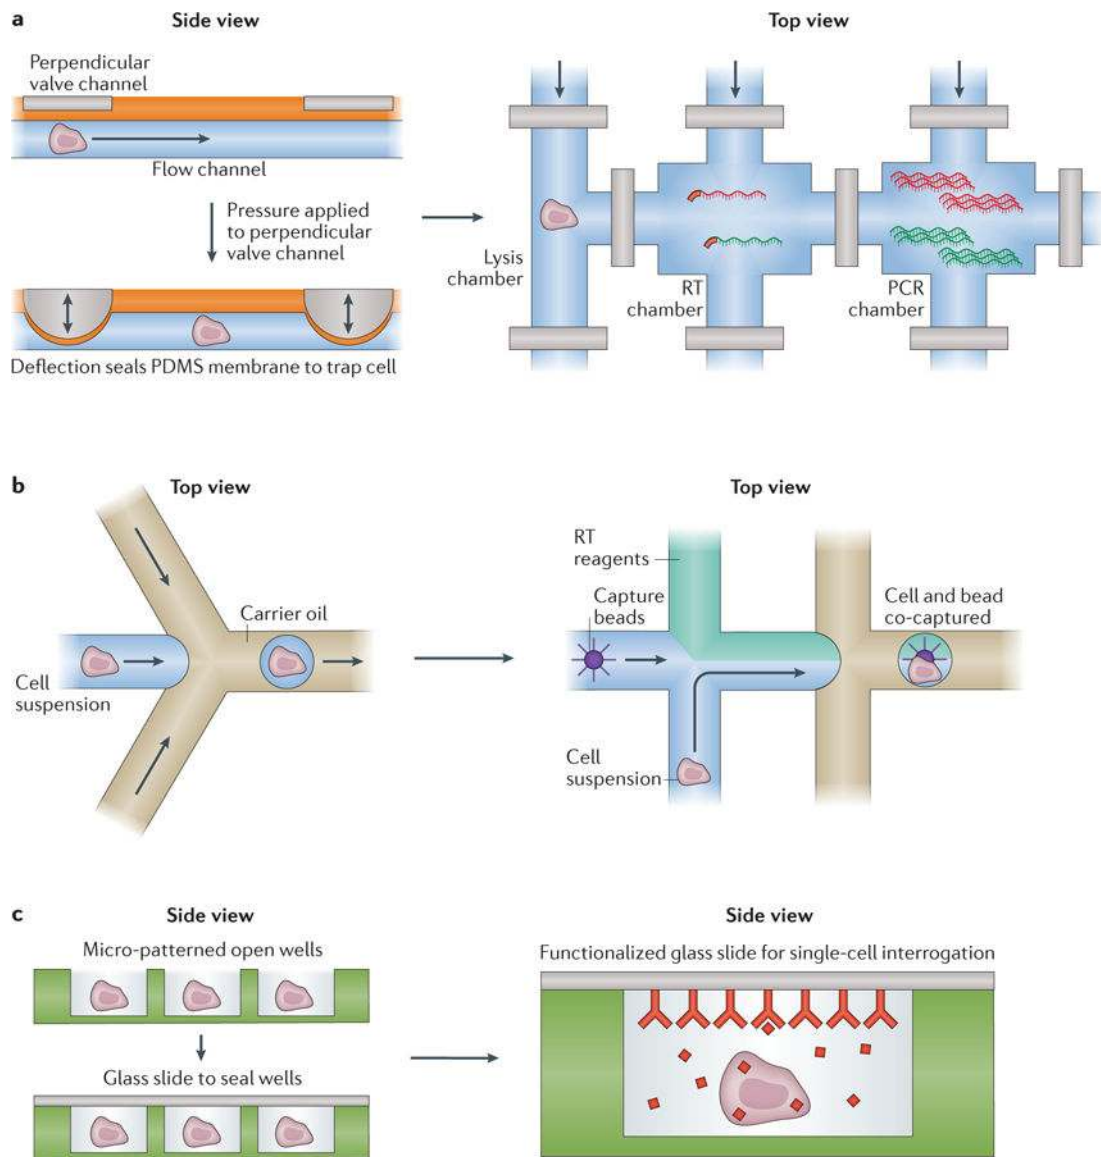 a
Side view
Top view
Perpendicular
valve channel
Flow channel
Pressure applied
to perpendicular
valve channel
Deflection seals PDMS membrane to trap cell
Lysis
chamber
RT
chamber
PCR
chamber
b
Top view
Top view
Carrier oil
Cell
suspension
RT
reagents
Capture
beads
Cell and bead
co-captured
Cell
suspension
c
Side view
Side view
Micro-patterned open wells
Glass slide to seal wells
Functionalized glass slide for single-cell interrogation